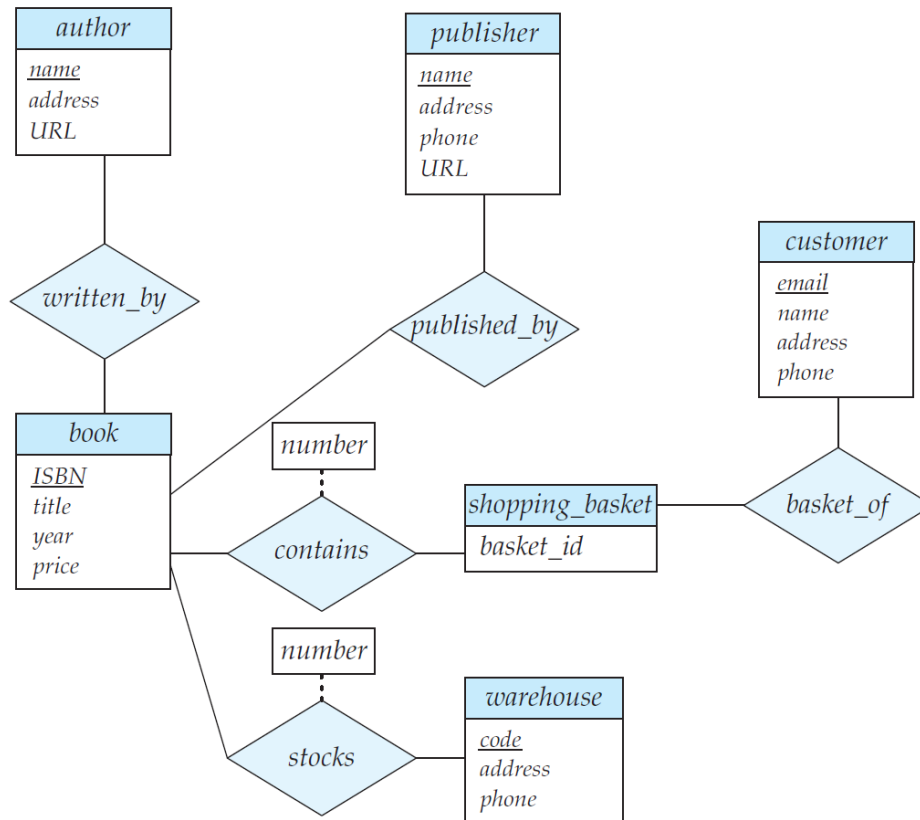 author
name
address
URL
publisher
name
address
phone
URL
written_by
published_by
customer
email
name
address
phone
book
ISBN
title
year
price
number
contains
shopping_basket
basket_id
basket_of
number
stocks
warehouse
code
address
phone